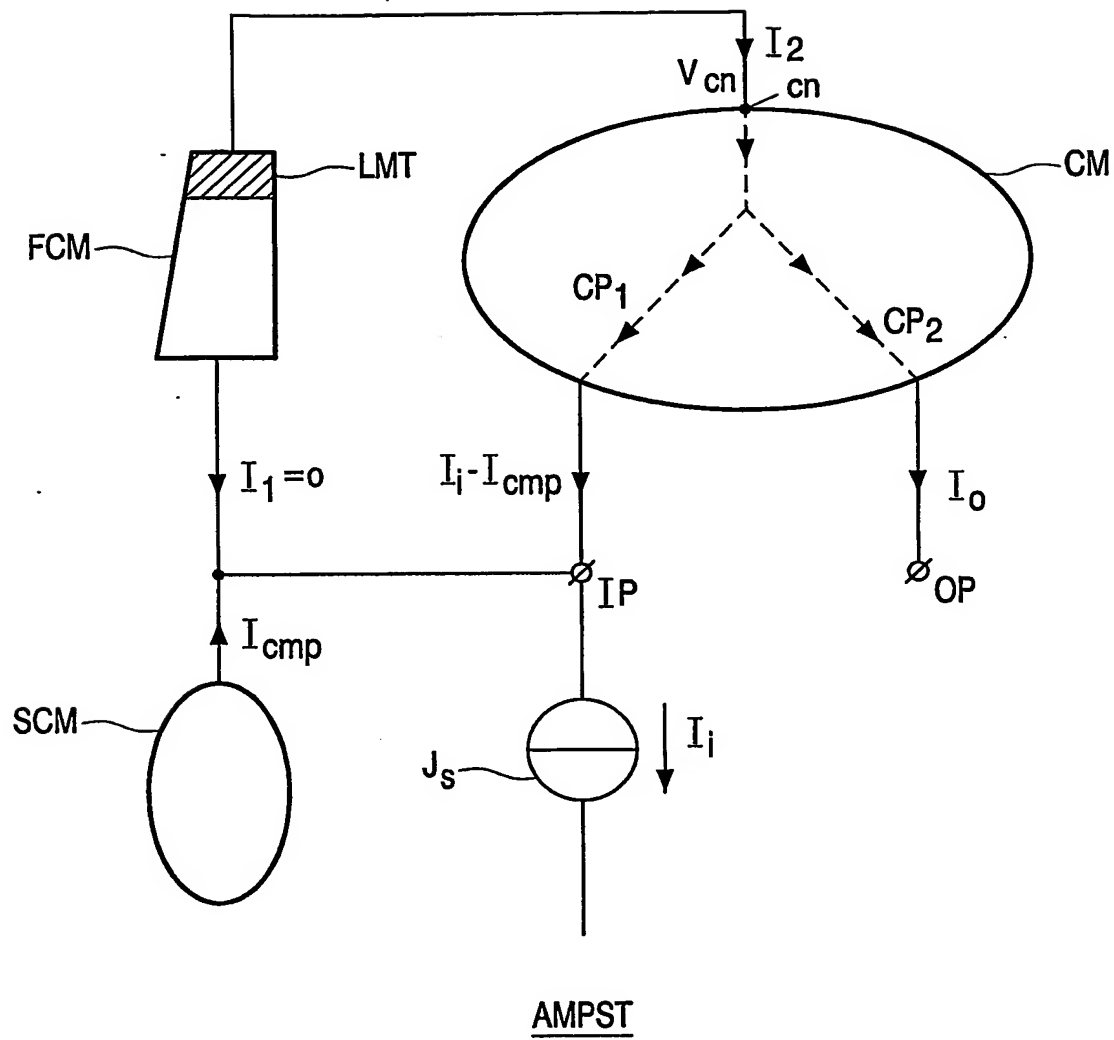 I2
Vcn
cn
CM
LMT
FCM
CP1
CP2
I1=o
Ii-Icmp
Io
IP
OP
Icmp
SCM
Js
Ii
AMPST